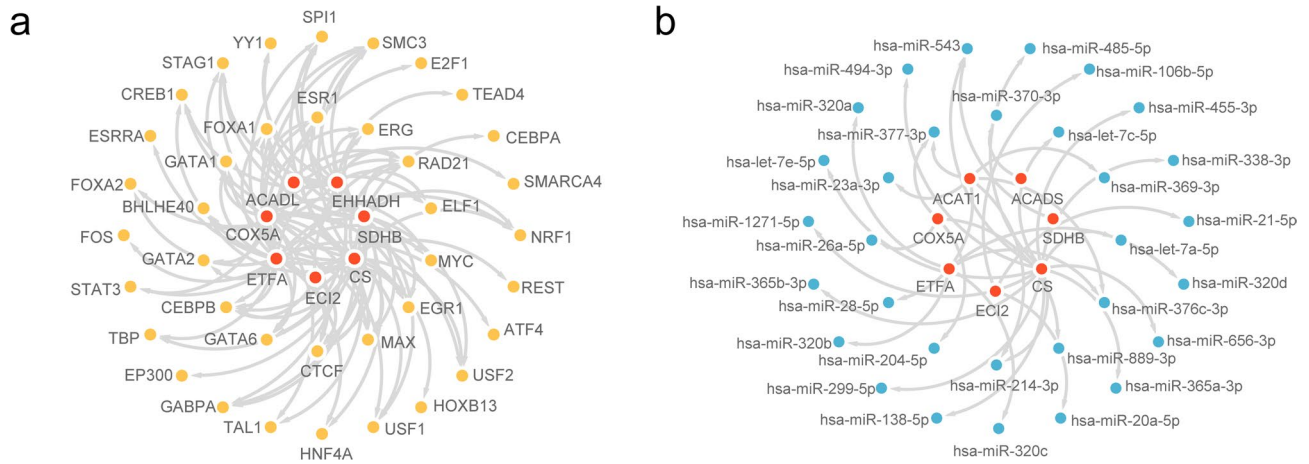 a
SPI1
YY1
SMC3
STAG1
E2F1
CREB1
ESR1
TEAD4
ESRRA
FOXA1
ERG
CEBPA
GATA1
RAD21
FOXA2
ACADL
EHHADH
SMARCA4
BHLHE40
ELF1
FOS
COX5A
SDHB
NRF1
GATA2
MYC
STAT3
ETFA
CS
REST
ECI2
CEBPB
EGR1
TBP
GATA6
MAX
ATF4
EP300
CTCF
USF2
GABPA
HOXB13
TAL1
USF1
HNF4A
b
hsa-miR-543
hsa-miR-485-5p
hsa-miR-494-3p
hsa-miR-106b-5p
hsa-miR-320a
hsa-miR-370-3p
hsa-miR-455-3p
hsa-miR-377-3p
hsa-let-7c-5p
hsa-let-7e-5p
hsa-miR-338-3p
hsa-miR-23a-3p
ACAT1
ACADS
hsa-miR-369-3p
hsa-miR-1271-5p
COX5A
SDHB
hsa-miR-21-5p
hsa-miR-26a-5p
hsa-let-7a-5p
hsa-miR-365b-3p
ETFA
CS
hsa-miR-320d
hsa-miR-28-5p
ECI2
hsa-miR-376c-3p
hsa-miR-320b
hsa-miR-656-3p
hsa-miR-204-5p
hsa-miR-889-3p
hsa-miR-299-5p
hsa-miR-214-3p
hsa-miR-365a-3p
hsa-miR-138-5p
hsa-miR-20a-5p
hsa-miR-320c